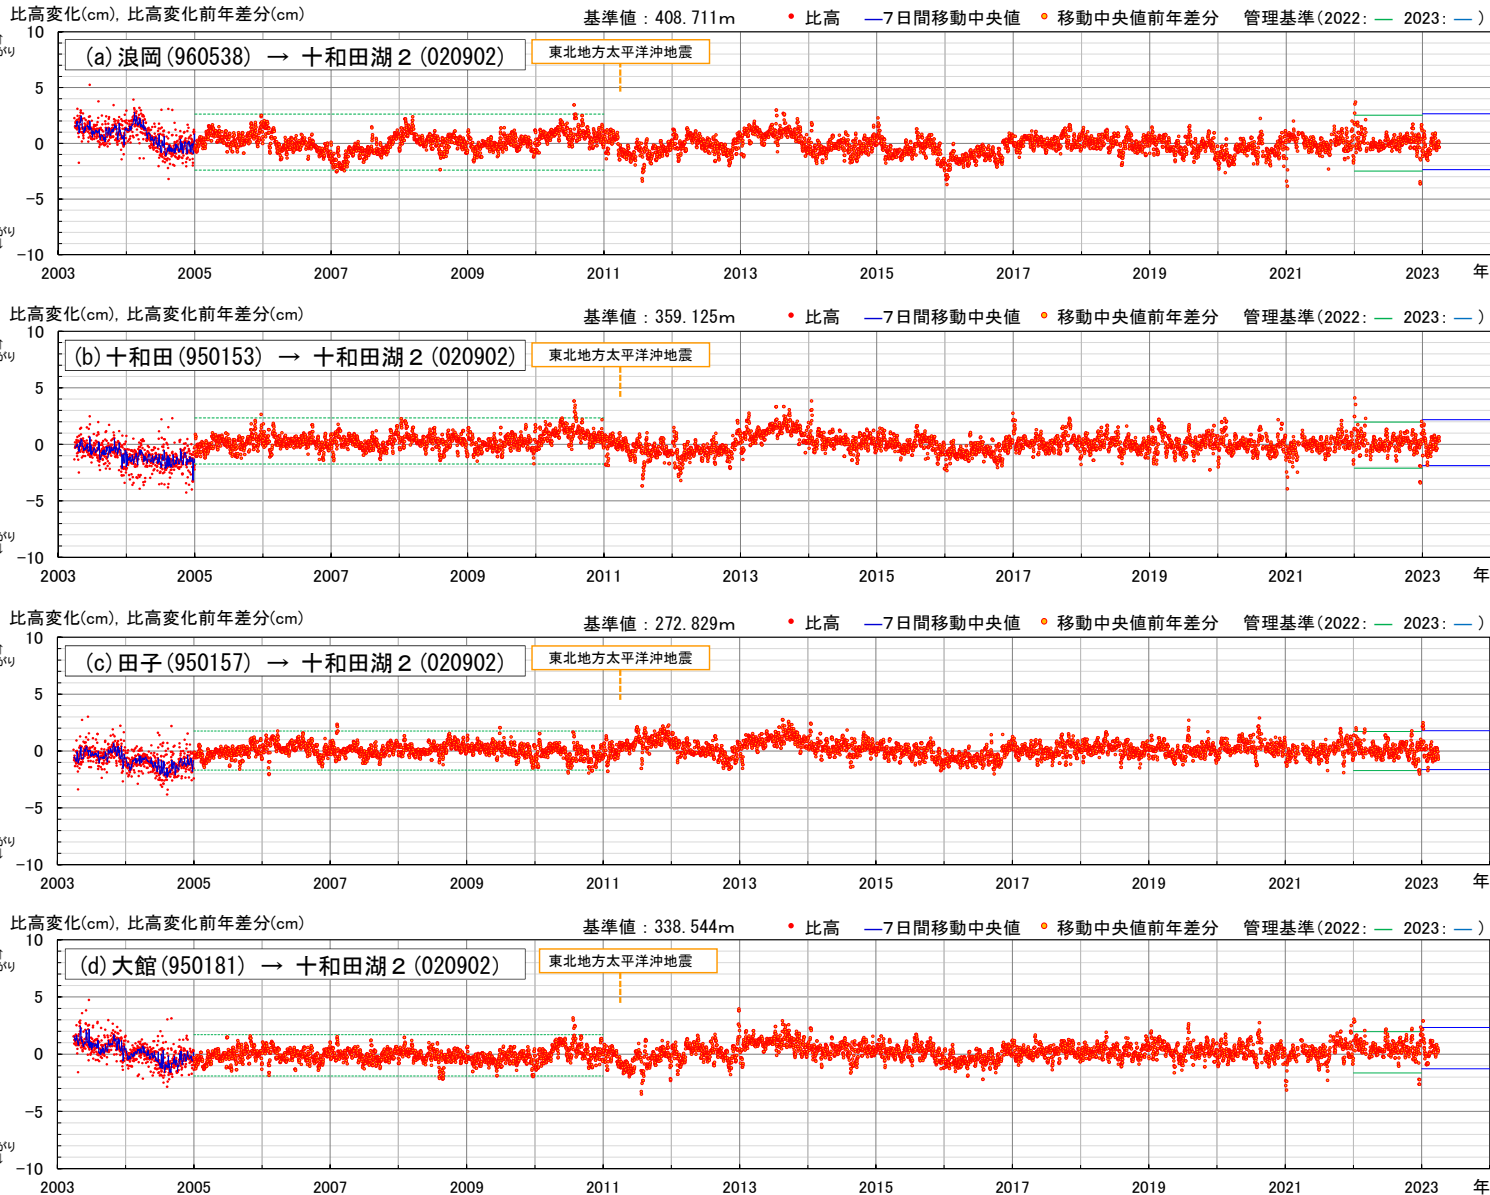 比高変化(cm), 比高変化前年差分(cm)
基準値：408.711m ● 比高 —7日間移動中央値 ● 移動中央値前年差分 管理基準(2022: — 2023: — )
(a) 浪岡(960538) → 十和田湖２(020902)
東北地方太平洋沖地震
10
5
0
-5
-10
2003 2005 2007 2009 2011 2013 2015 2017 2019 2021 2023 年
比高変化(cm), 比高変化前年差分(cm)
基準値：359.125m ● 比高 —7日間移動中央値 ● 移動中央値前年差分 管理基準(2022: — 2023: — )
(b) 十和田(950153) → 十和田湖２(020902)
東北地方太平洋沖地震
10
5
0
-5
-10
2003 2005 2007 2009 2011 2013 2015 2017 2019 2021 2023 年
比高変化(cm), 比高変化前年差分(cm)
基準値：272.829m ● 比高 —7日間移動中央値 ● 移動中央値前年差分 管理基準(2022: — 2023: — )
(c) 田子(950157) → 十和田湖２(020902)
東北地方太平洋沖地震
10
5
0
-5
-10
2003 2005 2007 2009 2011 2013 2015 2017 2019 2021 2023 年
比高変化(cm), 比高変化前年差分(cm)
基準値：338.544m ● 比高 —7日間移動中央値 ● 移動中央値前年差分 管理基準(2022: — 2023: — )
(d) 大館(950181) → 十和田湖２(020902)
東北地方太平洋沖地震
10
5
0
-5
-10
2003 2005 2007 2009 2011 2013 2015 2017 2019 2021 2023 年